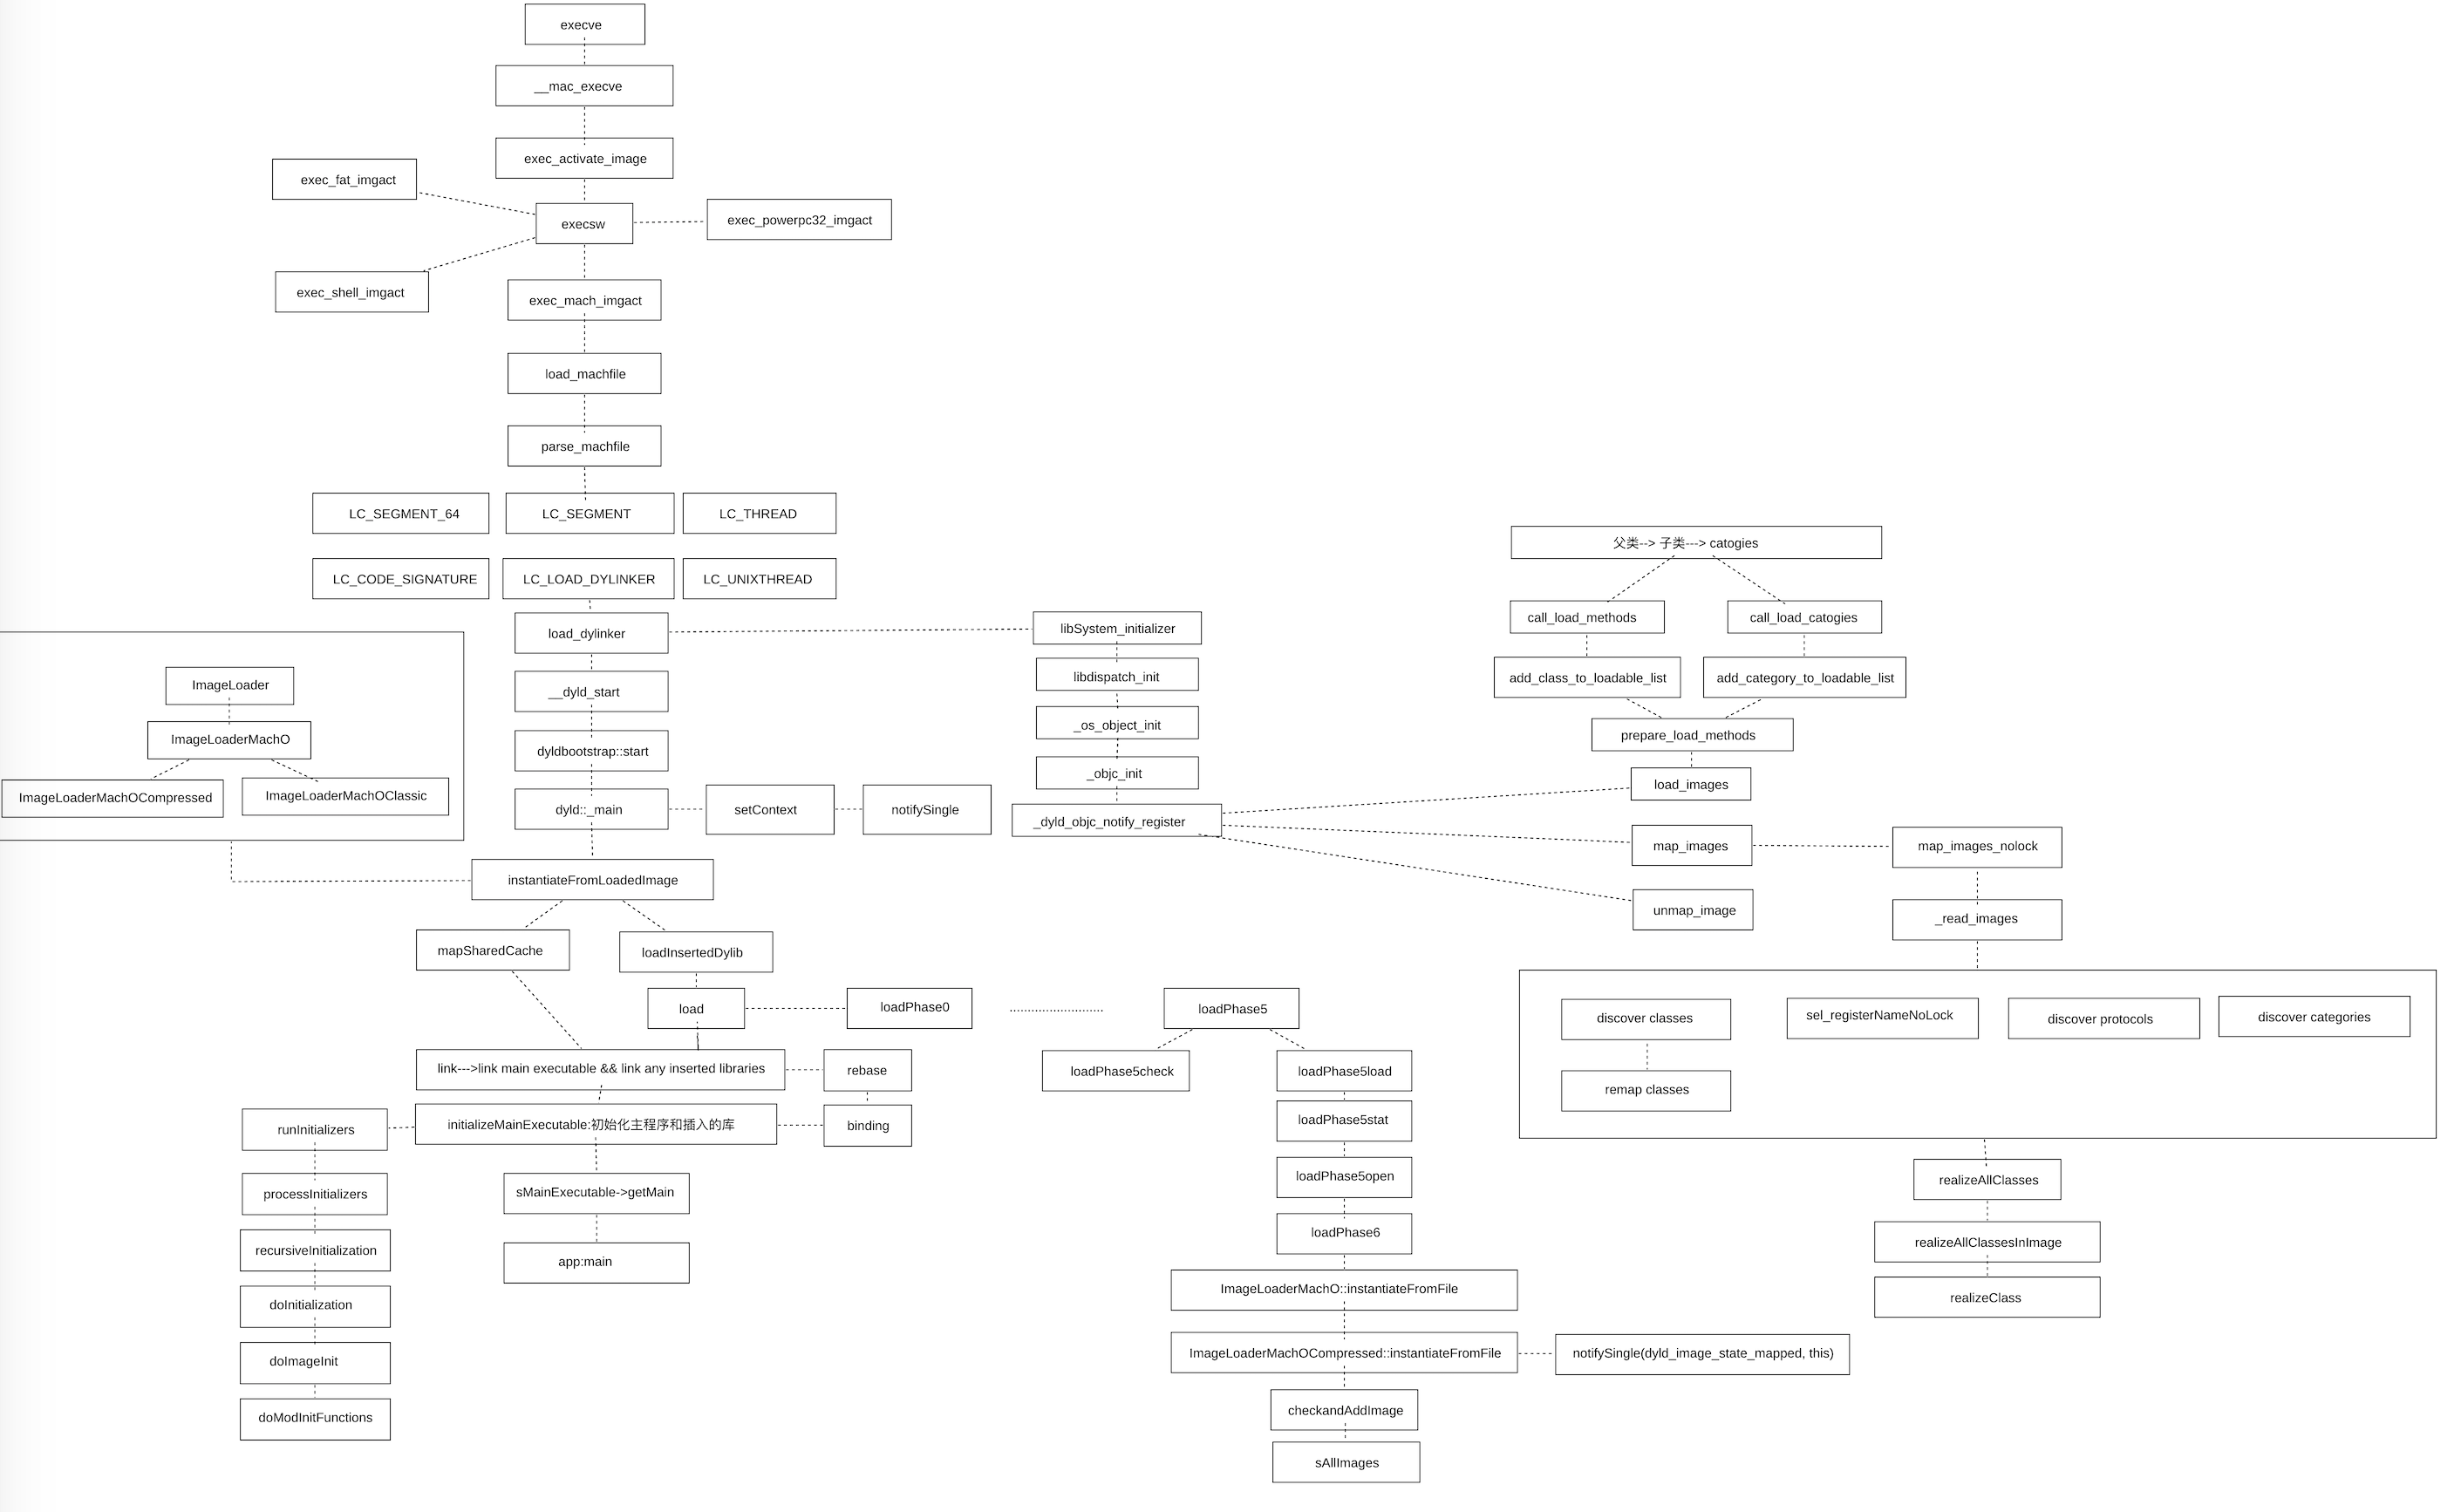 execve
__mac_execve
exec_activate_image
exec_fat_imgact
execsw
exec_powerpc32_imgact
exec_shell_imgact
exec_mach_imgact
load_machfile
parse_machfile
LC_SEGMENT_64
LC_SEGMENT
LC_THREAD
LC_CODE_SIGNATURE
LC_LOAD_DYLINKER
LC_UNIXTHREAD
load_dylinker
__dyld_start
dyldbootstrap::start
dyld::_main
setContext
notifySingle
ImageLoader
ImageLoaderMachO
ImageLoaderMachOCompressed
ImageLoaderMachOClassic
instantiateFromLoadedImage
mapSharedCache
loadInsertedDylib
load
loadPhase0
link--->link main executable && link any inserted libraries
rebase
initializeMainExecutable:初始化主程序和插入的库
binding
runInitializers
processInitializers
recursiveInitialization
doInitialization
doImageInit
doModInitFunctions
sMainExecutable->getMain
app:main
libSystem_initializer
libdispatch_init
_os_object_init
_objc_init
_dyld_objc_notify_register
loadPhase5
loadPhase5check
loadPhase5load
loadPhase5stat
loadPhase5open
loadPhase6
ImageLoaderMachO::instantiateFromFile
ImageLoaderMachOCompressed::instantiateFromFile
notifySingle(dyld_image_state_mapped, this)
checkandAddImage
sAllImages
父类--> 子类---> catogies
call_load_methods
call_load_catogies
add_class_to_loadable_list
add_category_to_loadable_list
prepare_load_methods
load_images
map_images
unmap_image
map_images_nolock
_read_images
discover classes
sel_registerNameNoLock
discover protocols
discover categories
remap classes
realizeAllClasses
realizeAllClassesInImage
realizeClass